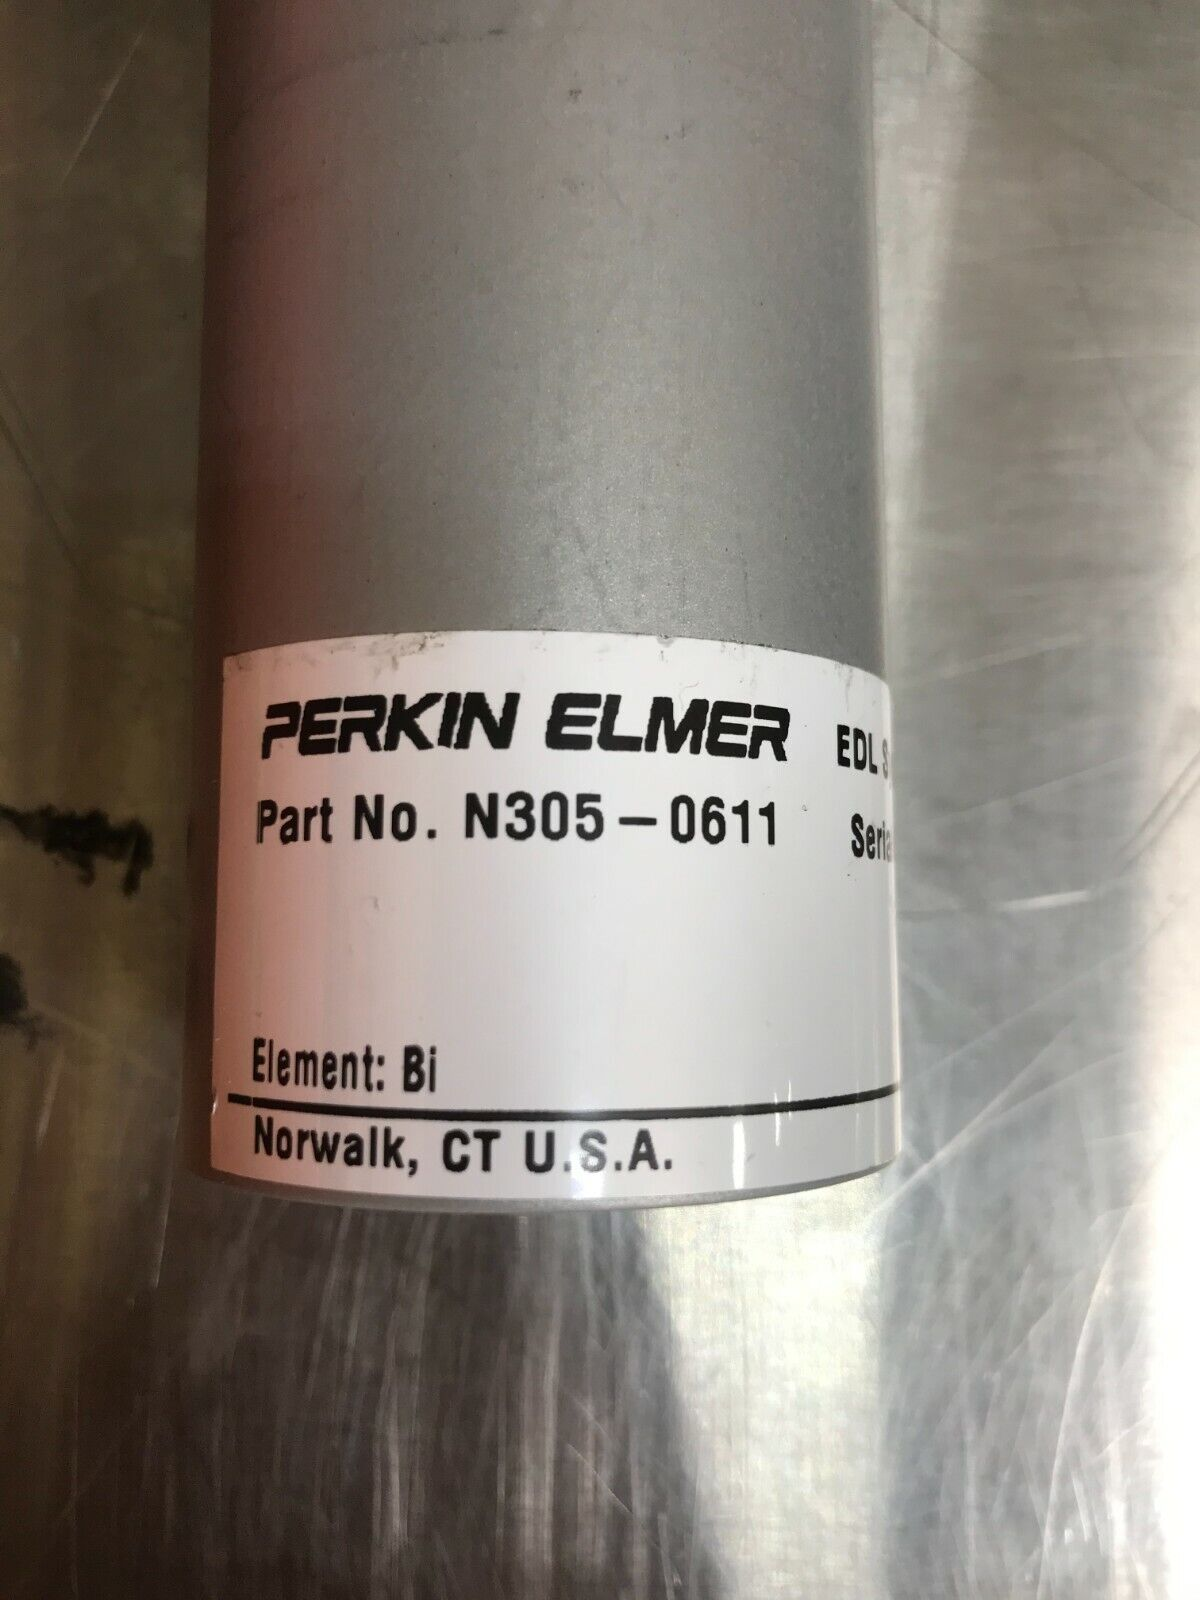 PERKIN ELMER EDL
Part No. N305-0611
Element: Bi
Norwalk, CT U.S.A.